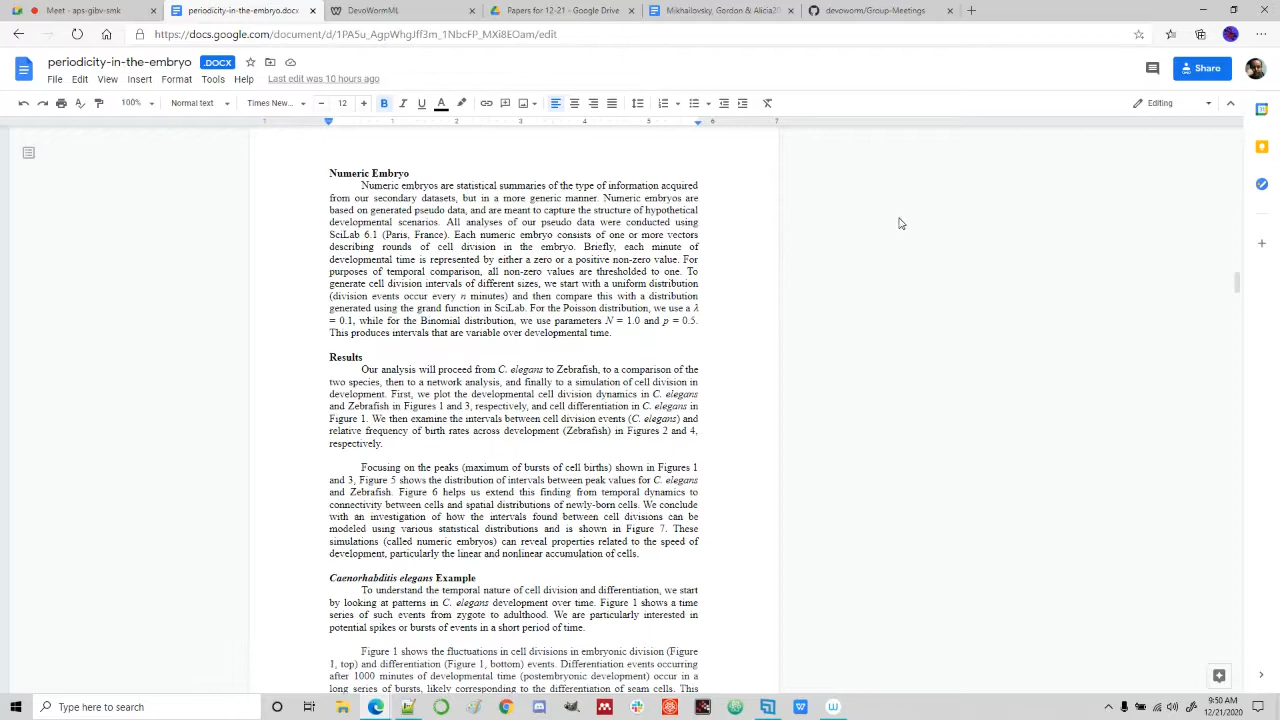 Meet - aps-gibv-smk
periodicity-in-the-embryo.docx
DevoWormML
Papers for 12-21 - Google Drive
Mikhailovsky, Gordon & Alicia20
devoworm/Group-Meetings
https://docs.google.com/document/d/1PA5u_AgpWhgJff3m_1NbcFP_MXi8EOam/edit
periodicity-in-the-embryo .DOCX
File Edit View Insert Format Tools Help Last edit was 10 hours ago
Share
100% Normal text Times New... 12 B I U A Editing
1 1 2 3 4 5 6 7
Numeric Embryo
Numeric embryos are statistical summaries of the type of information acquired
from our secondary datasets, but in a more generic manner. Numeric embryos are
based on generated pseudo data, and are meant to capture the structure of hypothetical
developmental scenarios. All analyses of our pseudo data were conducted using
SciLab 6.1 (Paris, France). Each numeric embryo consists of one or more vectors
describing rounds of cell division in the embryo. Briefly, each minute of
developmental time is represented by either a zero or a positive non-zero value. For
purposes of temporal comparison, all non-zero values are thresholded to one. To
generate cell division intervals of different sizes, we start with a uniform distribution
(division events occur every n minutes) and then compare this with a distribution
generated using the grand function in SciLab. For the Poisson distribution, we use a λ
= 0.1, while for the Binomial distribution, we use parameters N = 1.0 and p = 0.5.
This produces intervals that are variable over developmental time.
Results
Our analysis will proceed from C. elegans to Zebrafish, to a comparison of the
two species, then to a network analysis, and finally to a simulation of cell division in
development. First, we plot the developmental cell division dynamics in C. elegans
and Zebrafish in Figures 1 and 3, respectively, and cell differentiation in C. elegans in
Figure 1. We then examine the intervals between cell division events (C. elegans) and
relative frequency of birth rates across development (Zebrafish) in Figures 2 and 4,
respectively.
Focusing on the peaks (maximum of bursts of cell births) shown in Figures 1
and 3, Figure 5 shows the distribution of intervals between peak values for C. elegans
and Zebrafish. Figure 6 helps us extend this finding from temporal dynamics to
connectivity between cells and spatial distributions of newly-born cells. We conclude
with an investigation of how the intervals found between cell divisions can be
modeled using various statistical distributions and is shown in Figure 7. These
simulations (called numeric embryos) can reveal properties related to the speed of
development, particularly the linear and nonlinear accumulation of cells.
Caenorhabditis elegans Example
To understand the temporal nature of cell division and differentiation, we start
by looking at patterns in C. elegans development over time. Figure 1 shows a time
series of such events from zygote to adulthood. We are particularly interested in
potential spikes or bursts of events in a short period of time.
Figure 1 shows the fluctuations in cell divisions in embryonic division (Figure
1, top) and differentiation (Figure 1, bottom) events. Differentiation events occurring
after 1000 minutes of developmental time (postembryonic development) occur in a
long series of bursts, likely corresponding to the differentiation of seam cells. This
Type here to search
9:50 AM
12/21/2020